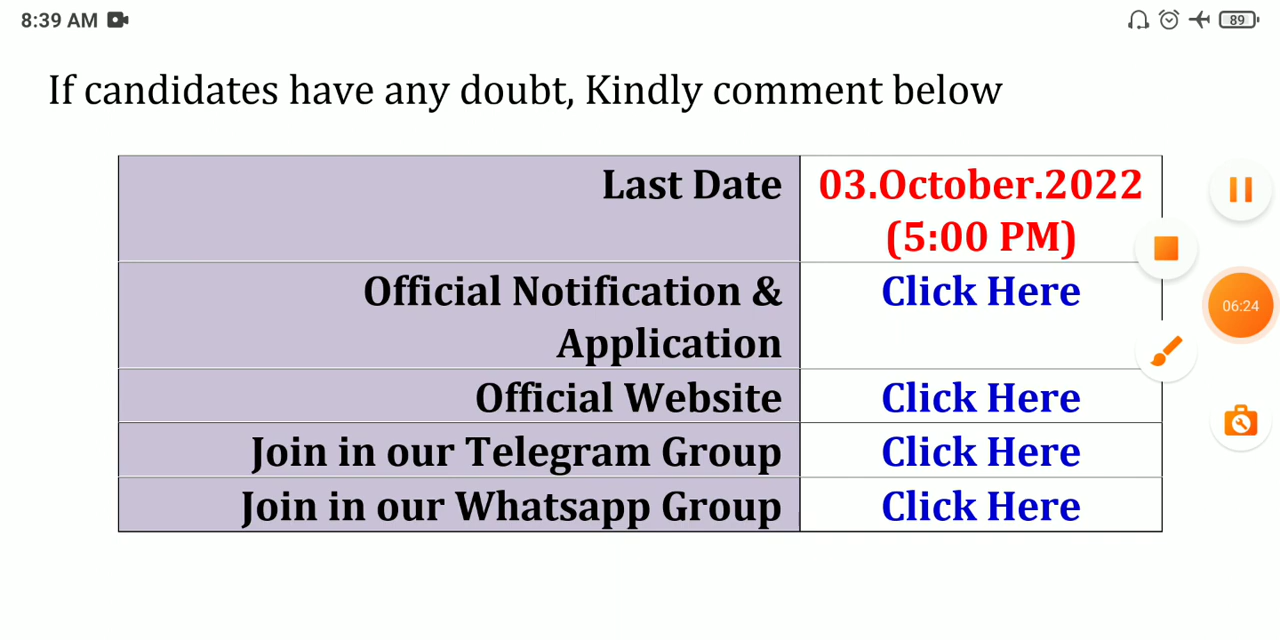 8:39 AM
89
If candidates have any doubt, Kindly comment below
Last Date 03.October.2022
(5:00 PM)
Official Notification & Click Here
Application
Official Website Click Here
Join in our Telegram Group Click Here
Join in our Whatsapp Group Click Here
06:24